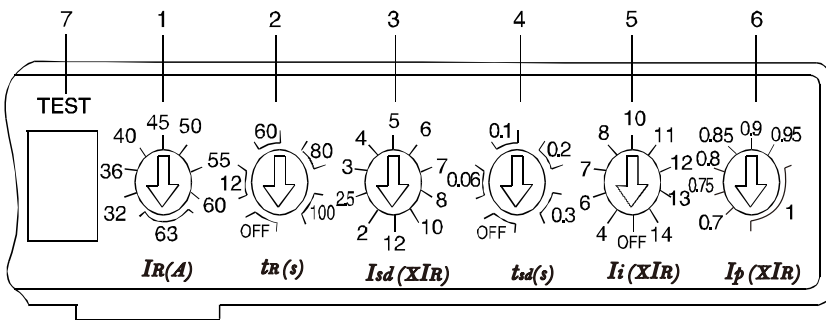 7 1 2 3 4 5 6
TEST
32 36 40 45 50 55 60 63
IR(A)
OFF 12 60 80 100
tR(s)
2 2.5 3 4 5 6 7 8 10 12
Isd(XIR)
OFF 0.06 0.1 0.2 0.3
tsd(s)
4 6 7 8 10 11 12 13 14 OFF
Ii(XIR)
0.7 0.75 0.8 0.85 0.9 0.95 1
Ip(XIR)